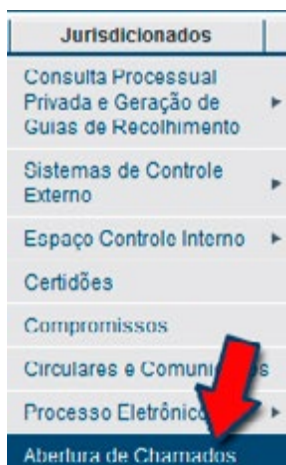 Jurisdicionados
Consulta Processual
Privada e Geração de
Guias de Recolhimento
Sistemas de Controle
Externo
Espaço Controle Interno
Certidões
Compromissos
Circulares e
Processo Eletrônico
Abertura de Chamados